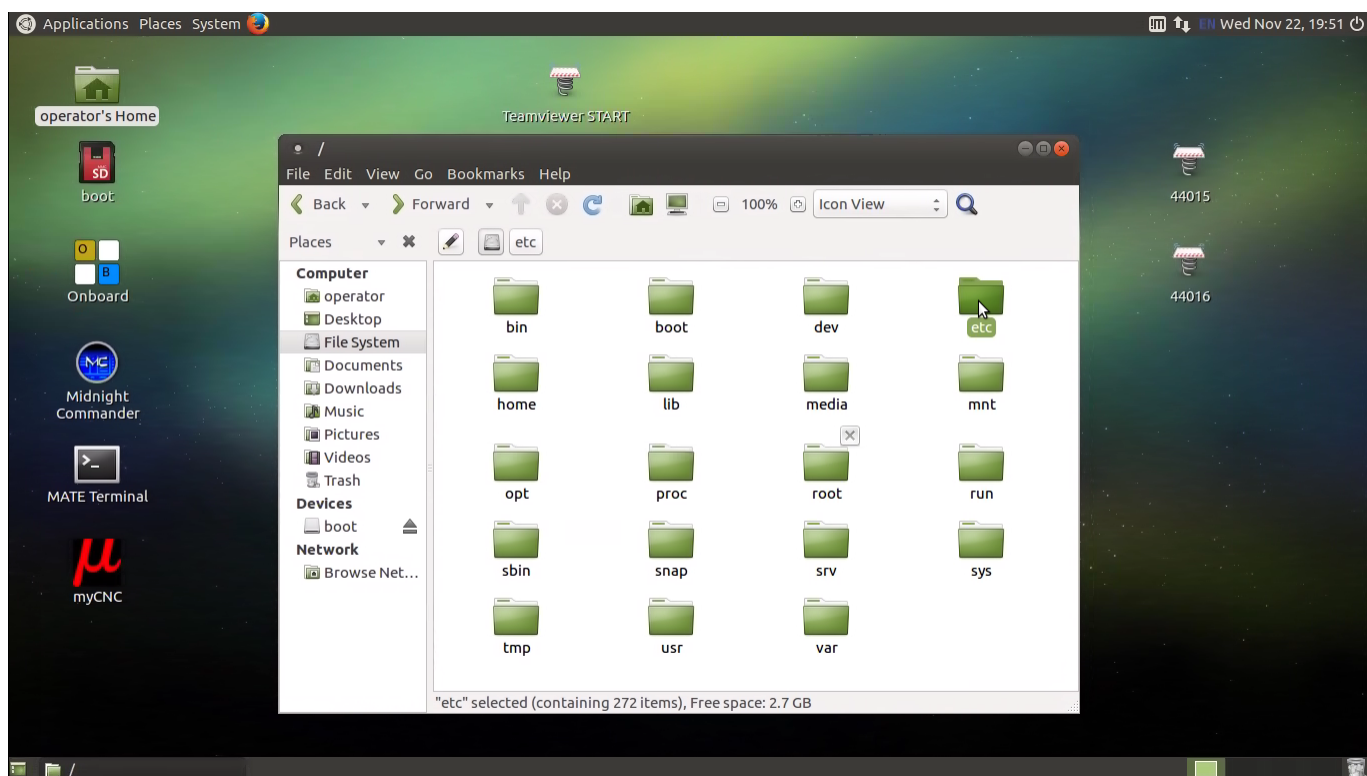 Applications Places System
EN Wed Nov 22, 19:51
operator's Home
Teamviewer START
SD
boot
44015
O
B
Onboard
44016
MC
Midnight
Commander
>_
MATE Terminal
µ
myCNC
/
File Edit View Go Bookmarks Help
Back Forward 100% Icon View
Places etc
Computer
operator
Desktop
File System
Documents
Downloads
Music
Pictures
Videos
Trash
Devices
boot
Network
Browse Net...
bin boot dev etc
home lib media mnt
opt proc root run
sbin snap srv sys
tmp usr var
"etc" selected (containing 272 items), Free space: 2.7 GB
/